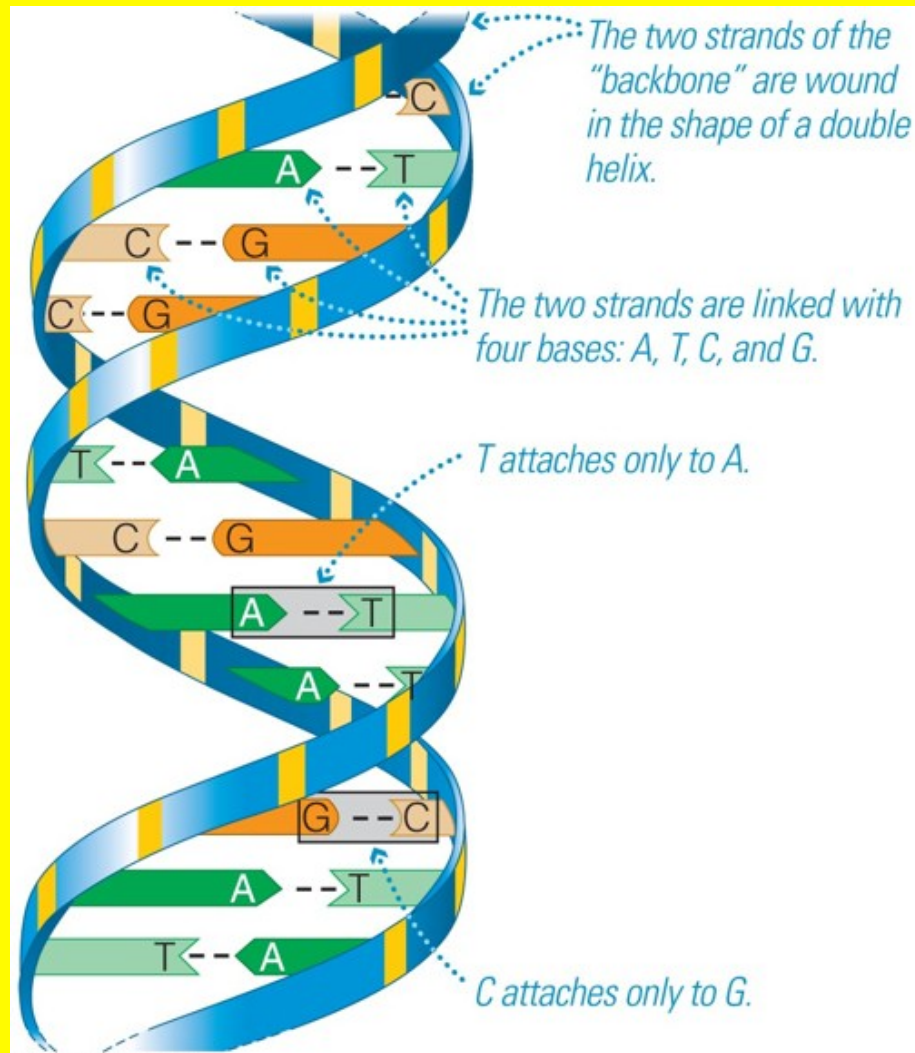 The two strands of the
“backbone” are wound
in the shape of a double
helix.
C
A -- T
C -- G
C -- G
The two strands are linked with
four bases: A, T, C, and G.
T -- A
T attaches only to A.
C -- G
A -- T
A -- T
G -- C
A -- T
T -- A
C attaches only to G.